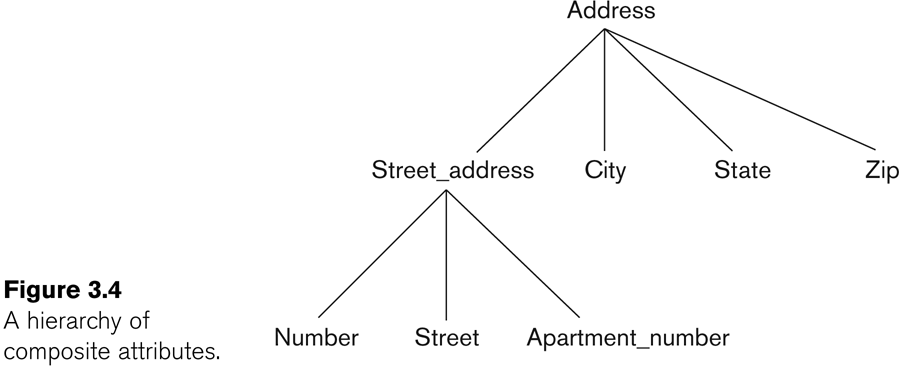 Address
Street_address City State Zip
Number Street Apartment_number
Figure 3.4
A hierarchy of
composite attributes.